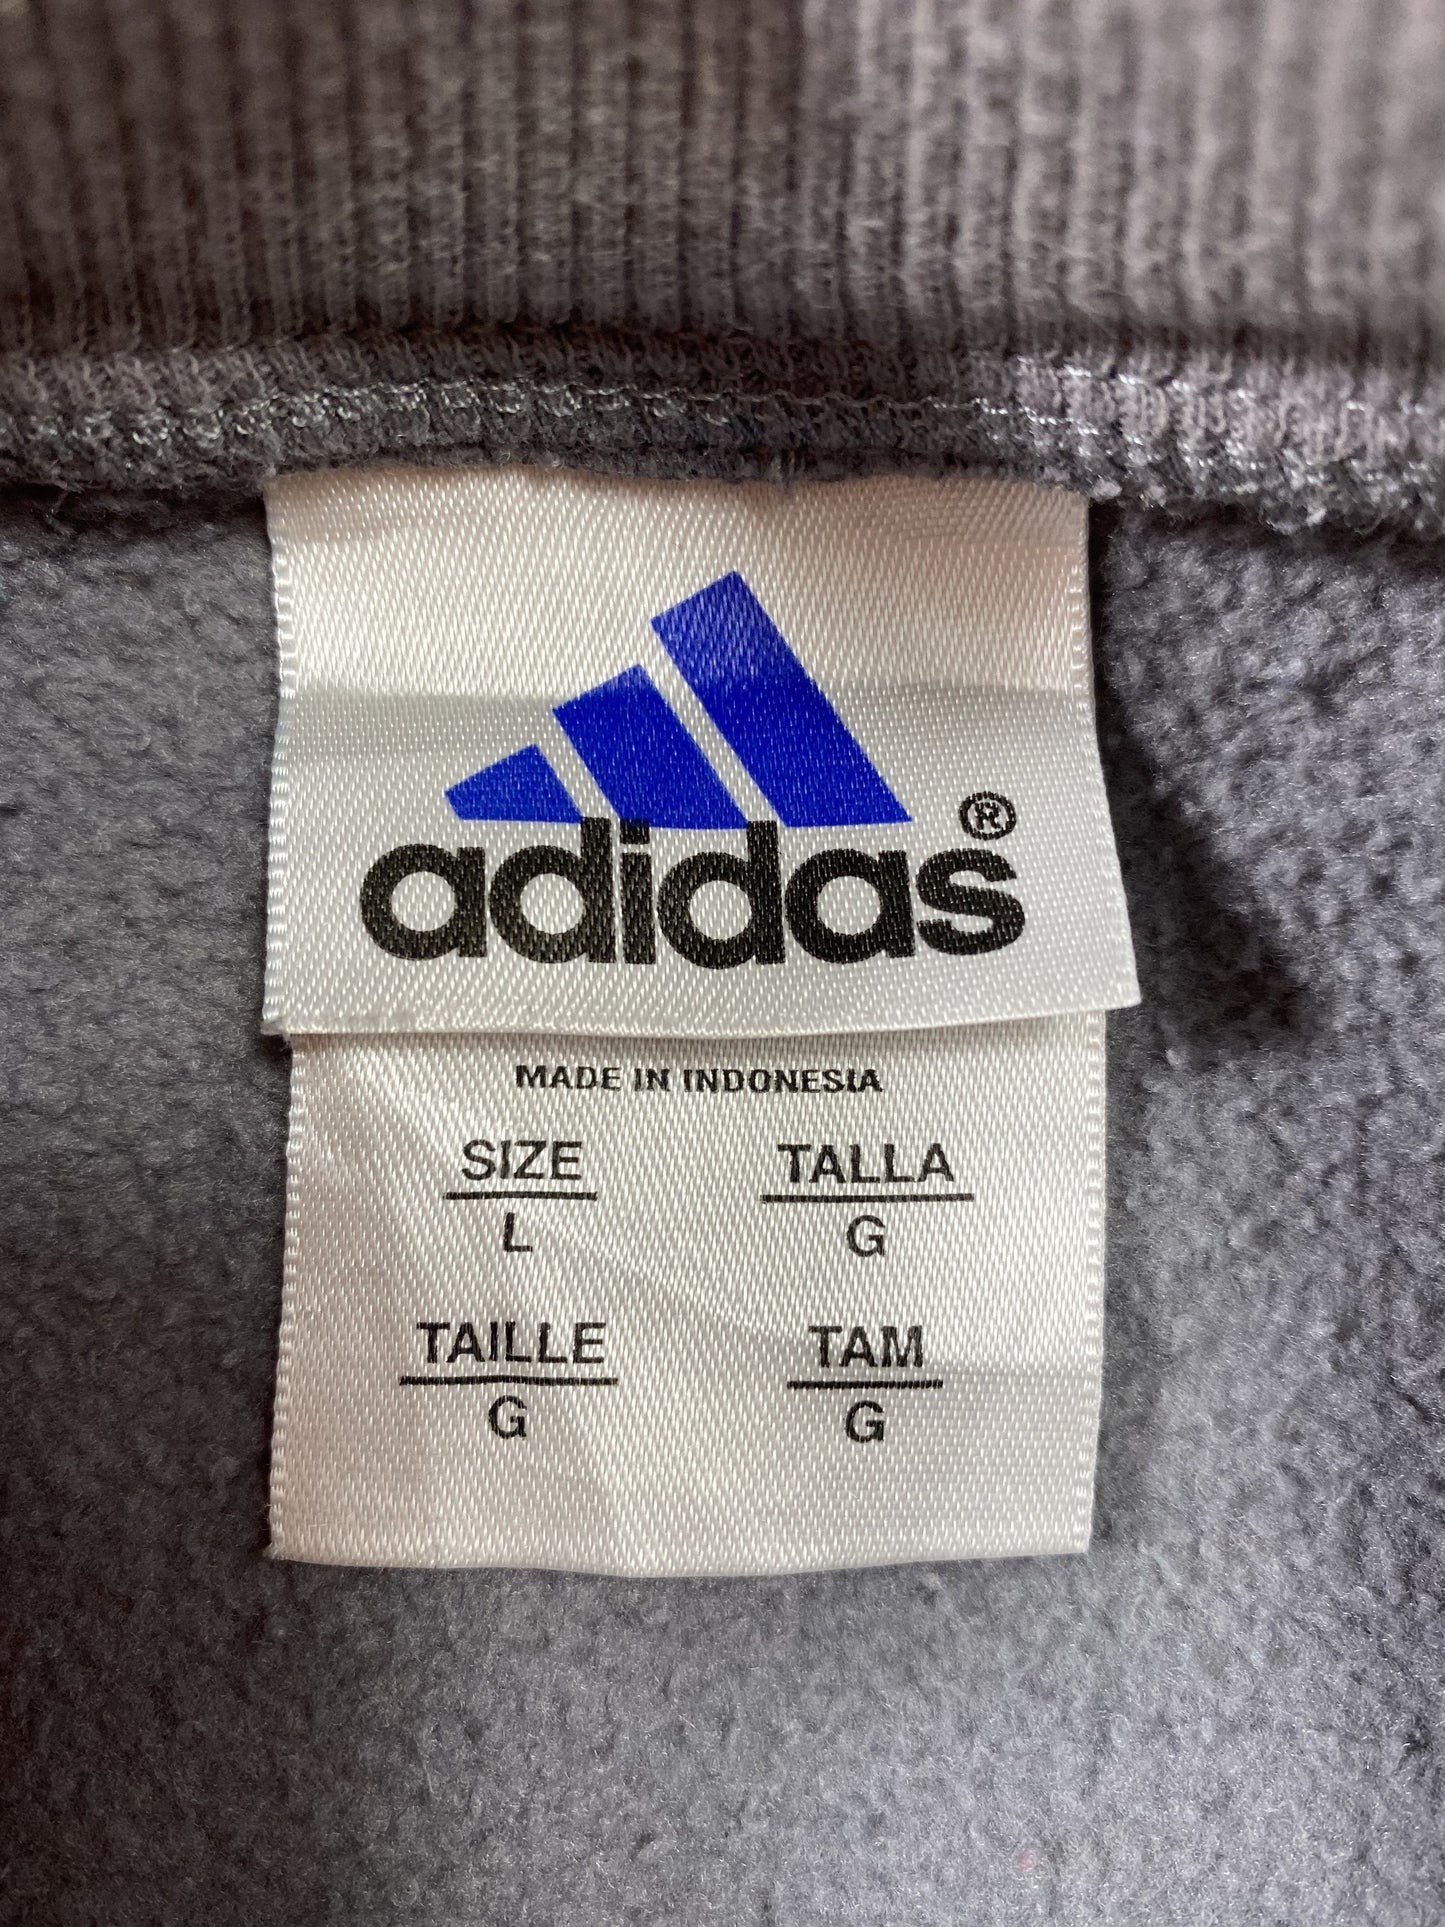 adidas®
MADE IN INDONESIA
SIZE TALLA
L G
TAILLE TAM
G G